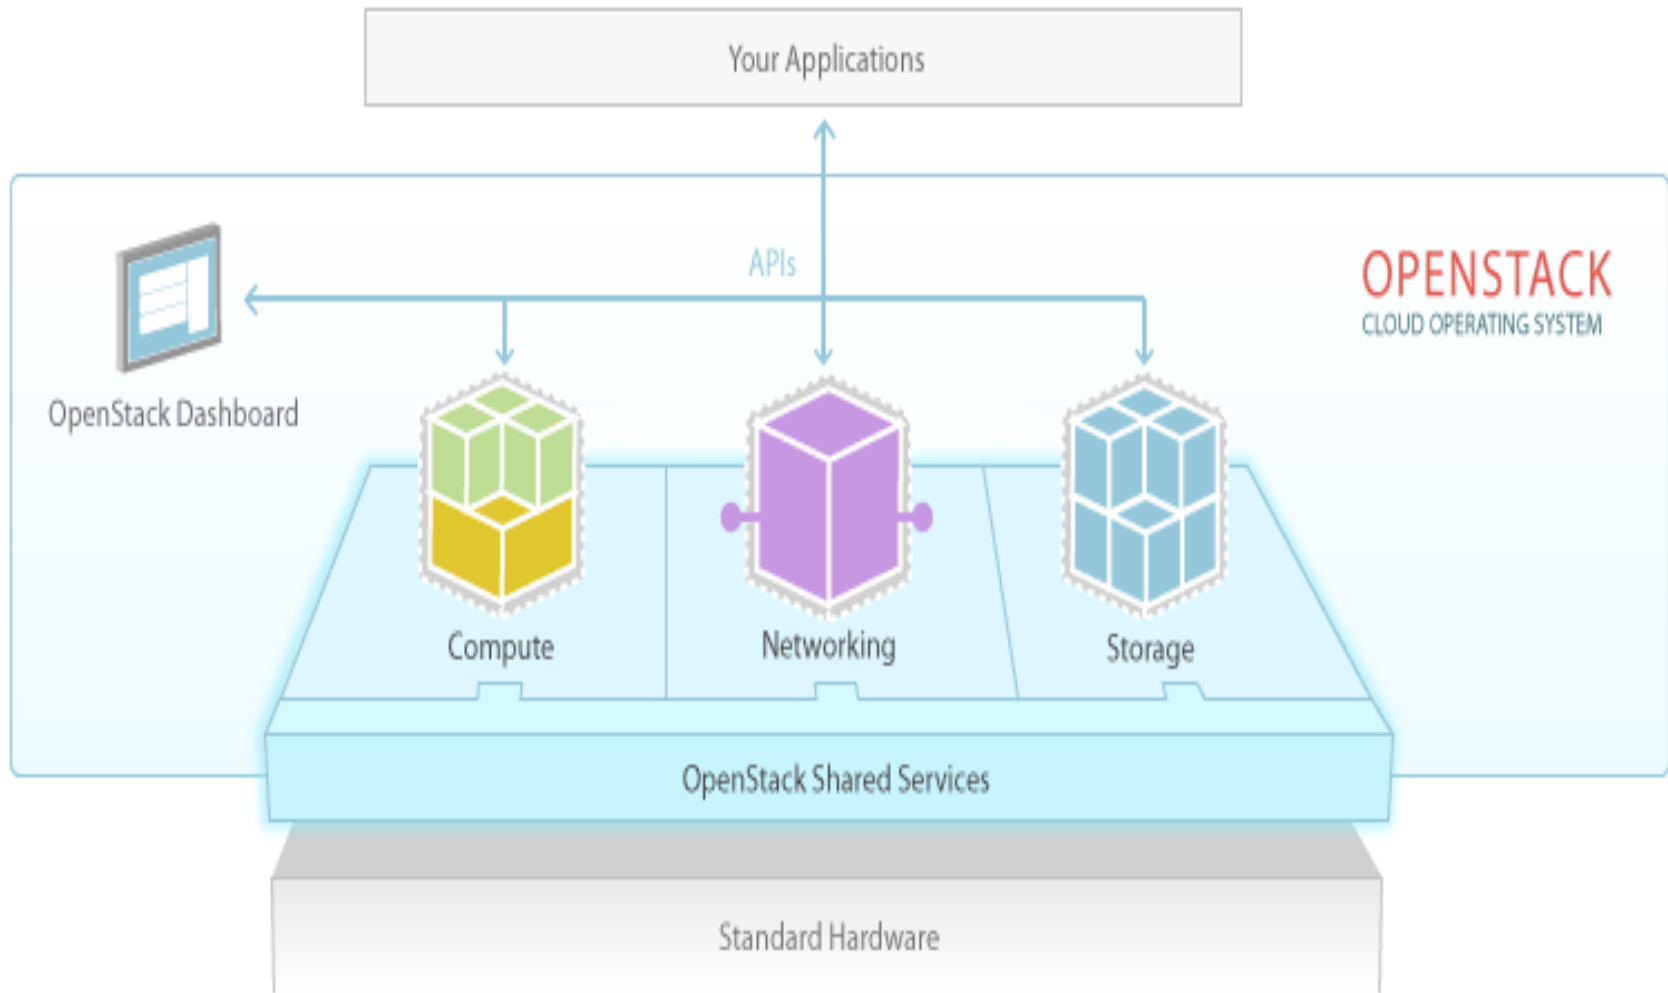 Your Applications
APIs
OPENSTACK
CLOUD OPERATING SYSTEM
OpenStack Dashboard
Compute
Networking
Storage
OpenStack Shared Services
Standard Hardware